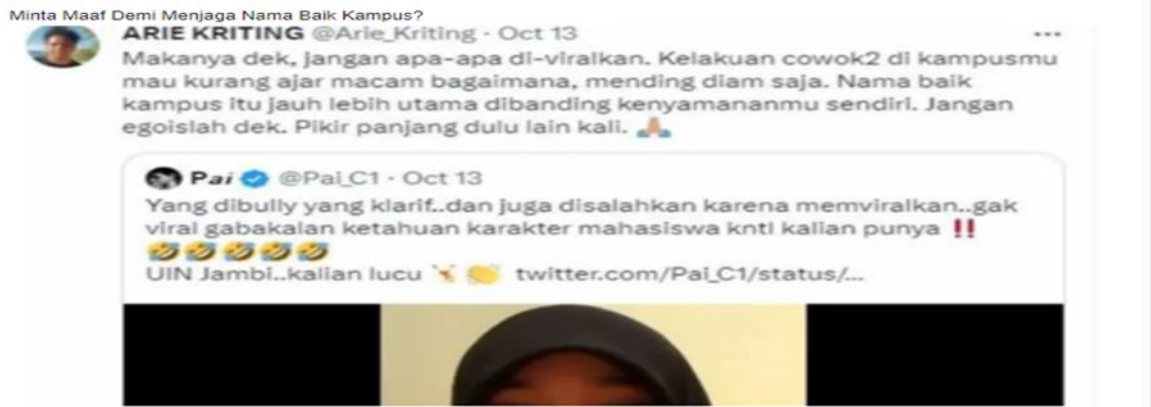 Minta Maaf Demi Menjaga Nama Baik Kampus?
ARIE KRITING @Arie_Kriting · Oct 13
Makanya dek, jangan apa-apa di-viralkan. Kelakuan cowok2 di kampusmu
mau kurang ajar macam bagaimana, mending diam saja. Nama baik
kampus itu jauh lebih utama dibanding kenyamananmu sendiri. Jangan
egoislah dek. Pikir panjang dulu lain kali. 🙏🏼
Pai @Pai_C1 · Oct 13
Yang dibully yang klarif..dan juga disalahkan karena memviralkan..gak
viral gabakalan ketahuan karakter mahasiswa kntl kalian punya ‼️
🤣🤣🤣🤣🤣
UIN Jambi..kalian lucu 👏 twitter.com/Pai_C1/status/...